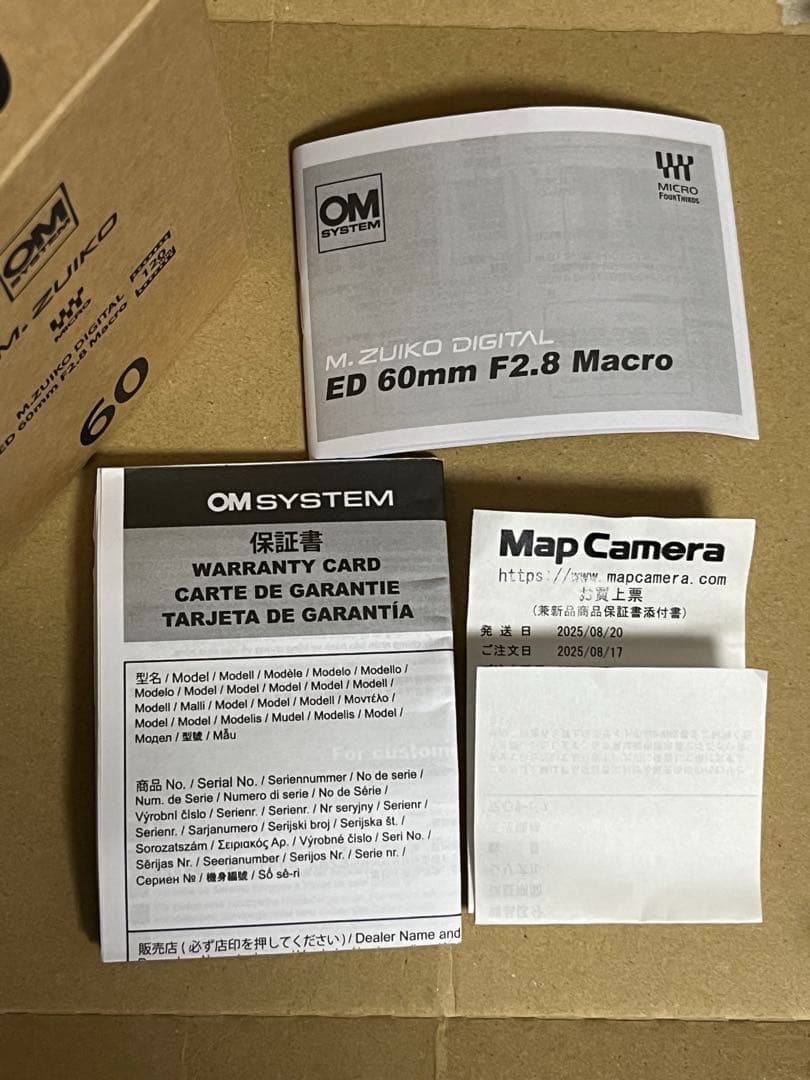 OM
SYSTEM
M. ZUIKO
MICRO
M.ZUIKO DIGITAL
ED 60mm F2.8 Macro
120
60
OM
SYSTEM
MICRO
FOURTHIRDS
M. ZUIKO DIGITAL
ED 60mm F2.8 Macro
OM SYSTEM
保証書
WARRANTY CARD
CARTE DE GARANTIE
TARJETA DE GARANTÍA
型名 / Model / Modell / Modèle / Modelo / Modello /
Modelo / Model / Model / Model / Model / Modell /
Modell / Malli / Model / Model / Modell / Μοντέλο /
Model / Model / Modelis / Mudel / Modelis / Model /
Модел / 型號 / Mẫu
For custom
商品 No. / Serial No. / Seriennummer / No de serie /
Num. de Serie / Numero di serie / No de Série /
Výrobní číslo / Serienr. / Serienr. / Nr seryjny / Serienr /
Serienr. / Sarjanumero / Serijski broj / Serijska št. /
Sorozatszám / Σειριακός Αρ. / Výrobné číslo / Seri No. /
Sērijas Nr. / Seerianumber / Serijos Nr. / Serie nr. /
Сериен № / 機身編號 / Số sê-ri
販売店 ( 必ず店印を押してください ) / Dealer Name and
Map Camera
https://www.mapcamera.com
お買上票
(兼新品商品保証書添付書)
発 送 日 2025/08/20
ご注文日 2025/08/17